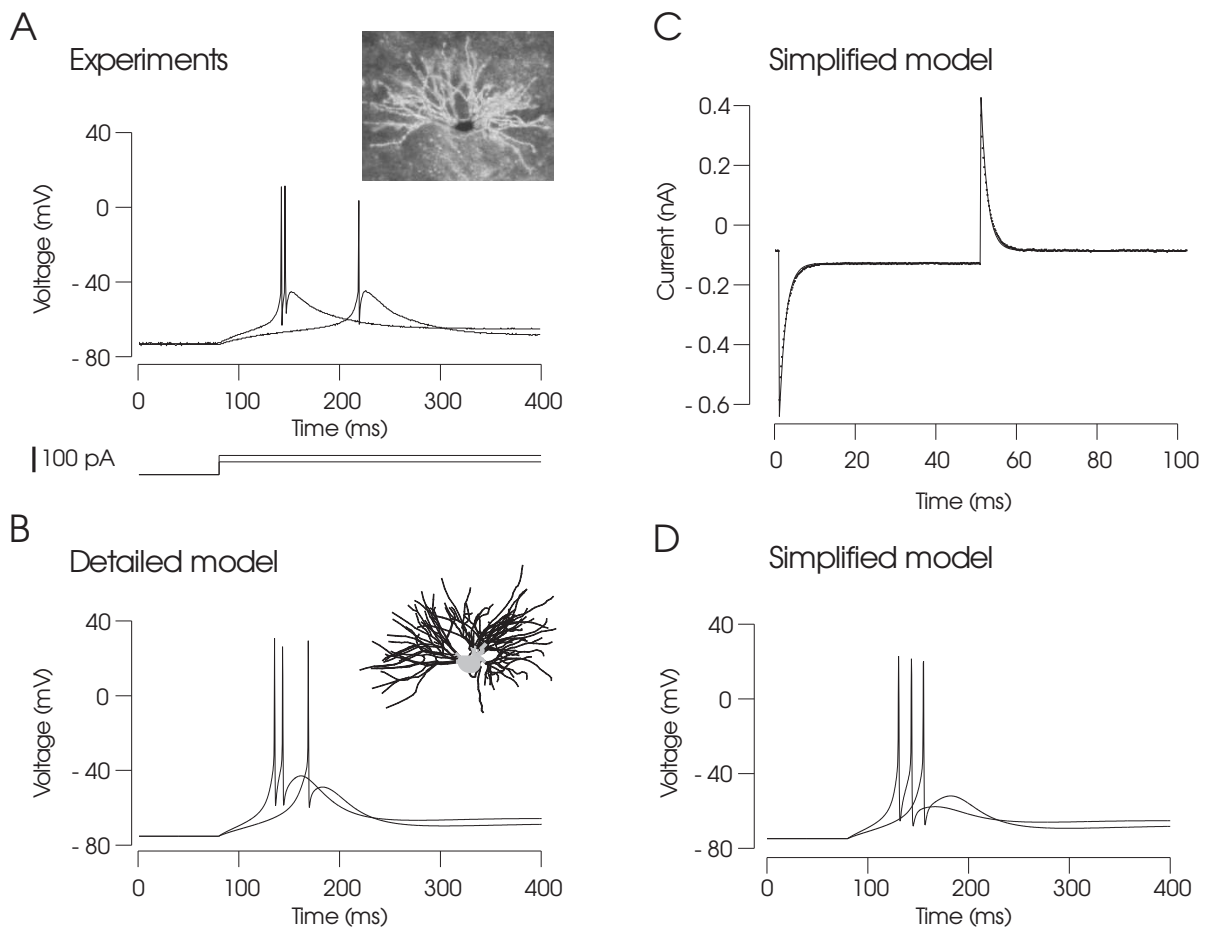 A
Experiments
40
0
- 40
- 80
Voltage (mV)
0 100 200 300 400
Time (ms)
100 pA
B
Detailed model
40
0
- 40
- 80
Voltage (mV)
0 100 200 300 400
Time (ms)
C
Simplified model
0.4
0.2
0
- 0.2
- 0.4
- 0.6
Current (nA)
0 20 40 60 80 100
Time (ms)
D
Simplified model
40
0
- 40
- 80
Voltage (mV)
0 100 200 300 400
Time (ms)